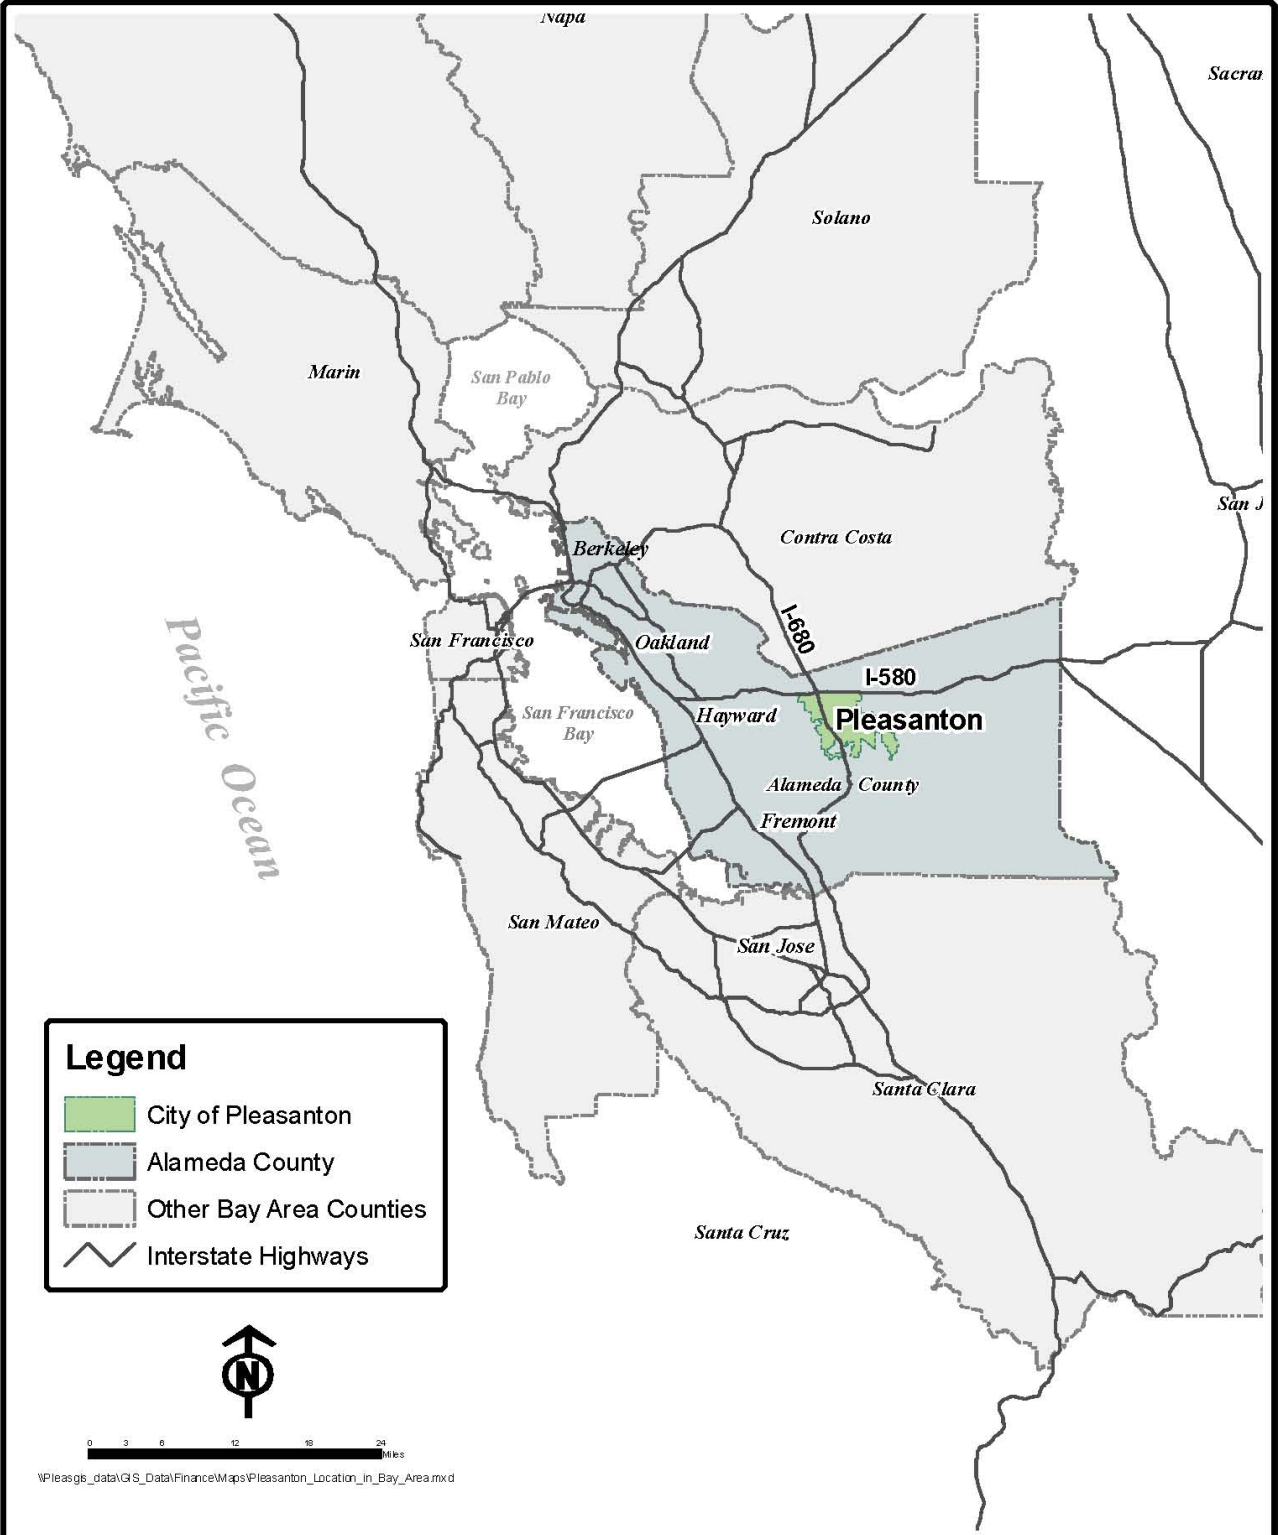 Napa
Sacra
Solano
Marin
San Pablo
Bay
San J
Contra Costa
Berkeley
I-680
San Francisco
Oakland
I-580
San Francisco
Bay
Hayward
Pleasanton
Pacific Ocean
Alameda County
Fremont
San Mateo
San Jose
Legend
City of Pleasanton
Alameda County
Other Bay Area Counties
Interstate Highways
Santa Clara
Santa Cruz
N
0 3 6 12 18 24
Miles
\\Pleasgis_data\GIS_Data\Finance\Maps\Pleasanton_Location_in_Bay_Area.mxd